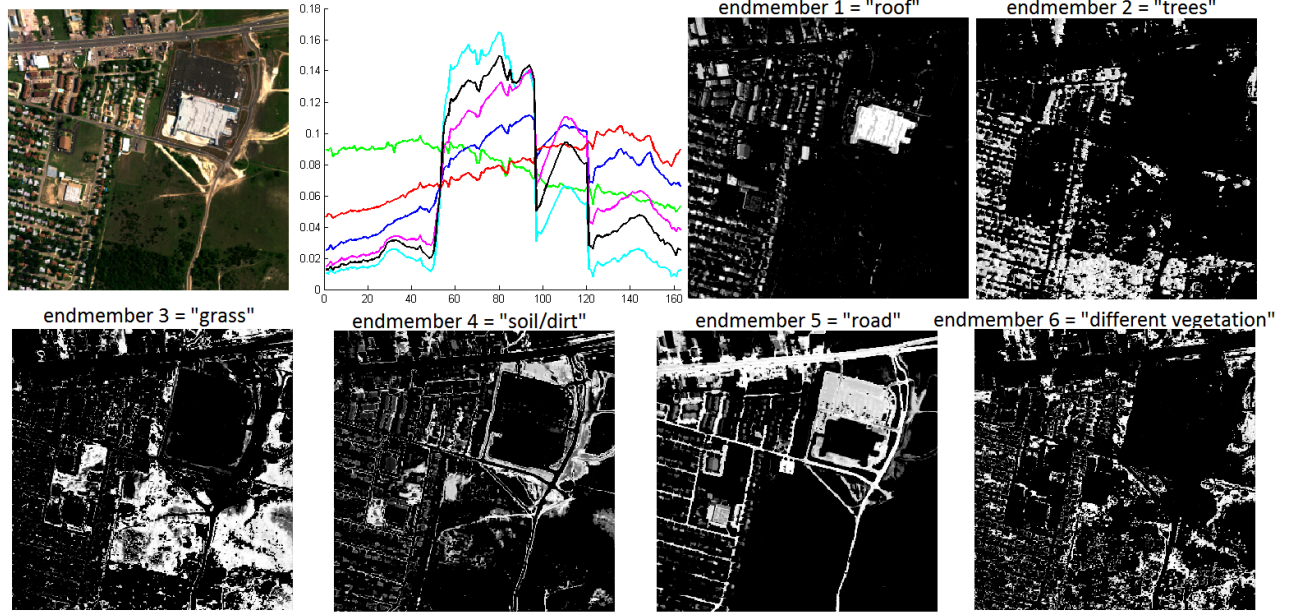 endmember 1 = "roof"
endmember 2 = "trees"
0.18
0.16
0.14
0.12
0.1
0.08
0.06
0.04
0.02
0
0 20 40 60 80 100 120 140 160
endmember 3 = "grass"
endmember 4 = "soil/dirt"
endmember 5 = "road"
endmember 6 = "different vegetation"